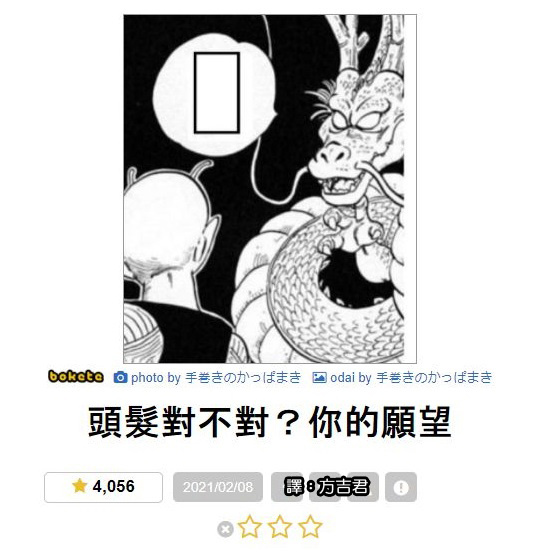 bokete photo by 手巻きのかっぱまき odai by 手巻きのかっぱまき
頭髮對不對？你的願望
4,056 2021/02/08 譯：方吉君